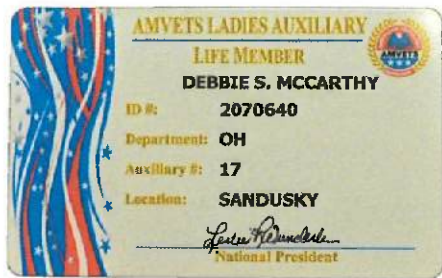 AMVETS LADIES AUXILIARY
LIFE MEMBER
AMVETS
DEBBIE S. MCCARTHY
ID #: 2070640
Department: OH
Auxiliary #: 17
Location: SANDUSKY
National President